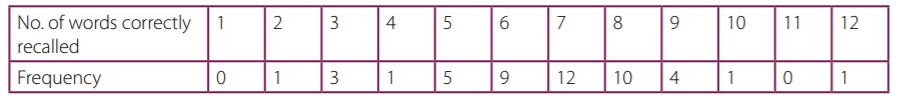 No. of words correctly recalled 1 2 3 4 5 6 7 8 9 10 11 12
Frequency 0 1 3 1 5 9 12 10 4 1 0 1